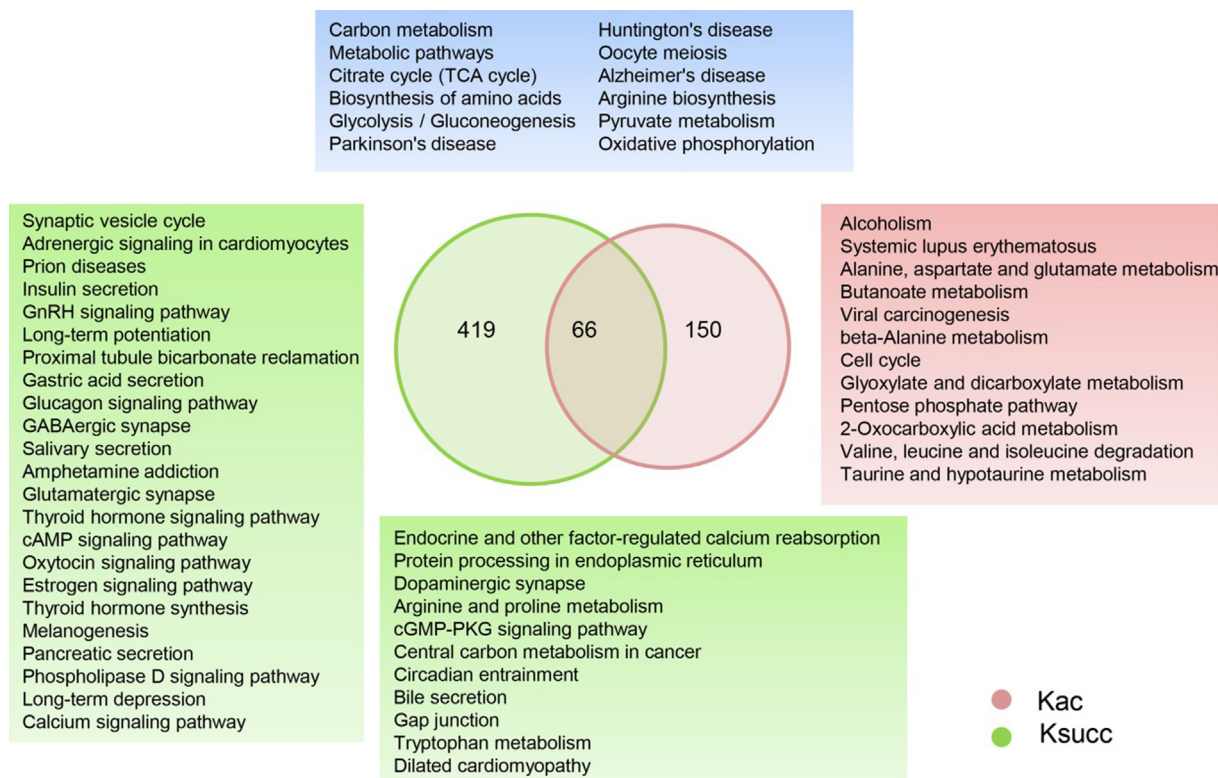 Carbon metabolism
Metabolic pathways
Citrate cycle (TCA cycle)
Biosynthesis of amino acids
Glycolysis / Gluconeogenesis
Parkinson's disease
Huntington's disease
Oocyte meiosis
Alzheimer's disease
Arginine biosynthesis
Pyruvate metabolism
Oxidative phosphorylation
Synaptic vesicle cycle
Adrenergic signaling in cardiomyocytes
Prion diseases
Insulin secretion
GnRH signaling pathway
Long-term potentiation
Proximal tubule bicarbonate reclamation
Gastric acid secretion
Glucagon signaling pathway
GABAergic synapse
Salivary secretion
Amphetamine addiction
Glutamatergic synapse
Thyroid hormone signaling pathway
cAMP signaling pathway
Oxytocin signaling pathway
Estrogen signaling pathway
Thyroid hormone synthesis
Melanogenesis
Pancreatic secretion
Phospholipase D signaling pathway
Long-term depression
Calcium signaling pathway
419
66
150
Alcoholism
Systemic lupus erythematosus
Alanine, aspartate and glutamate metabolism
Butanoate metabolism
Viral carcinogenesis
beta-Alanine metabolism
Cell cycle
Glyoxylate and dicarboxylate metabolism
Pentose phosphate pathway
2-Oxocarboxylic acid metabolism
Valine, leucine and isoleucine degradation
Taurine and hypotaurine metabolism
Endocrine and other factor-regulated calcium reabsorption
Protein processing in endoplasmic reticulum
Dopaminergic synapse
Arginine and proline metabolism
cGMP-PKG signaling pathway
Central carbon metabolism in cancer
Circadian entrainment
Bile secretion
Gap junction
Tryptophan metabolism
Dilated cardiomyopathy
Kac
Ksucc